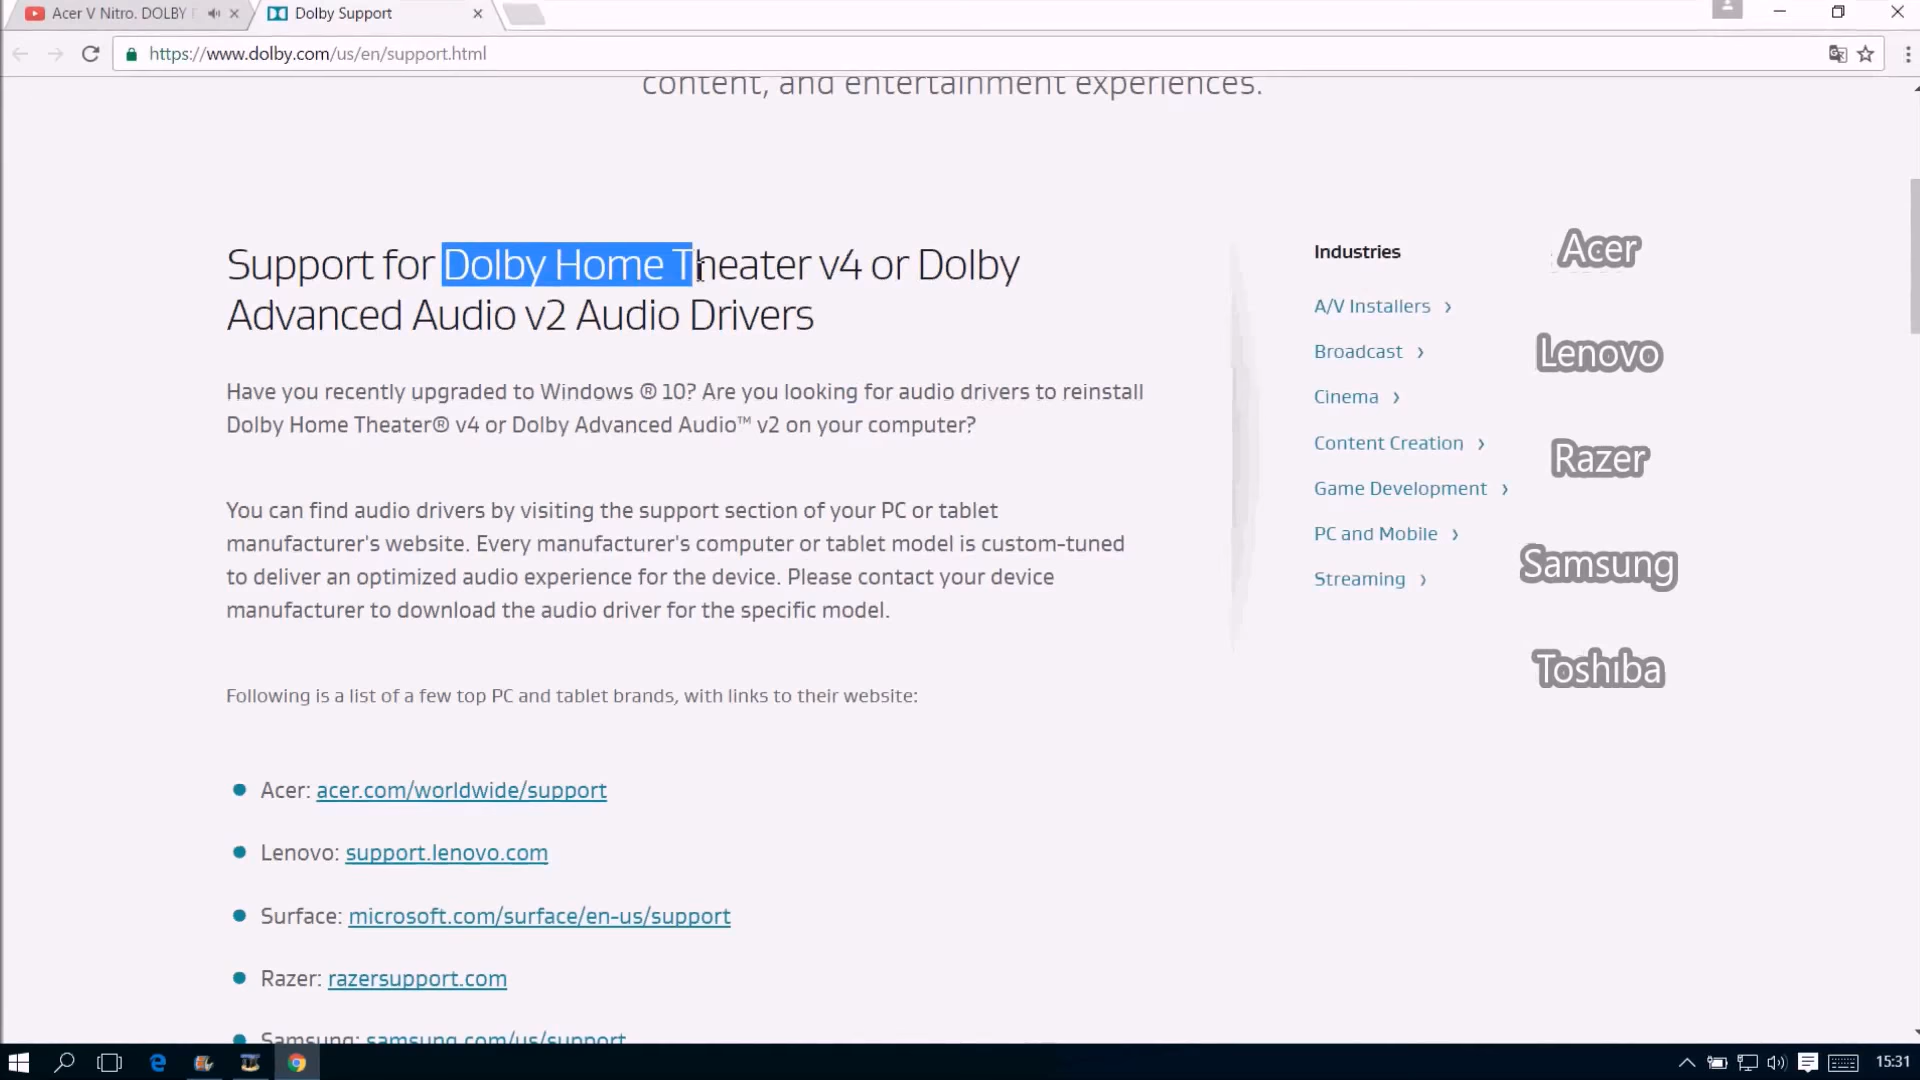 Acer V Nitro. DOLBY
Dolby Support
https://www.dolby.com/us/en/support.html
content, and entertainment experiences.
Support for Dolby Home Theater v4 or Dolby
Advanced Audio v2 Audio Drivers
Have you recently upgraded to Windows ® 10? Are you looking for audio drivers to reinstall
Dolby Home Theater® v4 or Dolby Advanced Audio™ v2 on your computer?
You can find audio drivers by visiting the support section of your PC or tablet
manufacturer's website. Every manufacturer's computer or tablet model is custom-tuned
to deliver an optimized audio experience for the device. Please contact your device
manufacturer to download the audio driver for the specific model.
Following is a list of a few top PC and tablet brands, with links to their website:
Acer: acer.com/worldwide/support
Lenovo: support.lenovo.com
Surface: microsoft.com/surface/en-us/support
Razer: razersupport.com
Samsung: samsung.com/us/support
Industries
A/V Installers
Broadcast
Cinema
Content Creation
Game Development
PC and Mobile
Streaming
Acer
Lenovo
Razer
Samsung
Toshiba
15:31